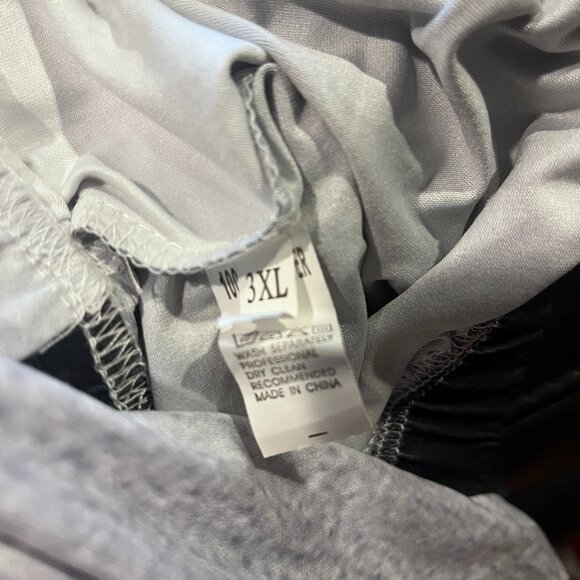 3XL
WASH SEPARATELY
PROFESSIONAL
DRY CLEAN
RECOMMENDED
MADE IN CHINA